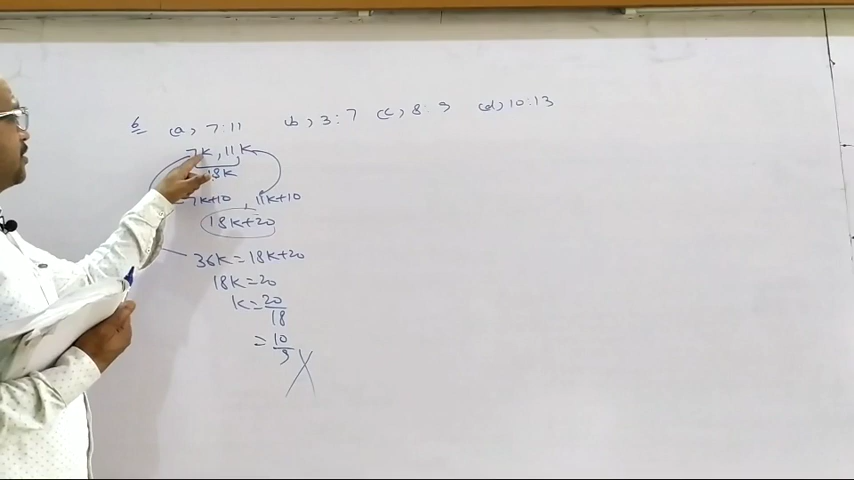 6 (a) 7:11 b) 3:7 (c) 8:9 (d) 10:13
7K, 11K
18K
7K+10, 11K+10
18K+20
36K=18K+20
18K=20
K=20/18
=10/9